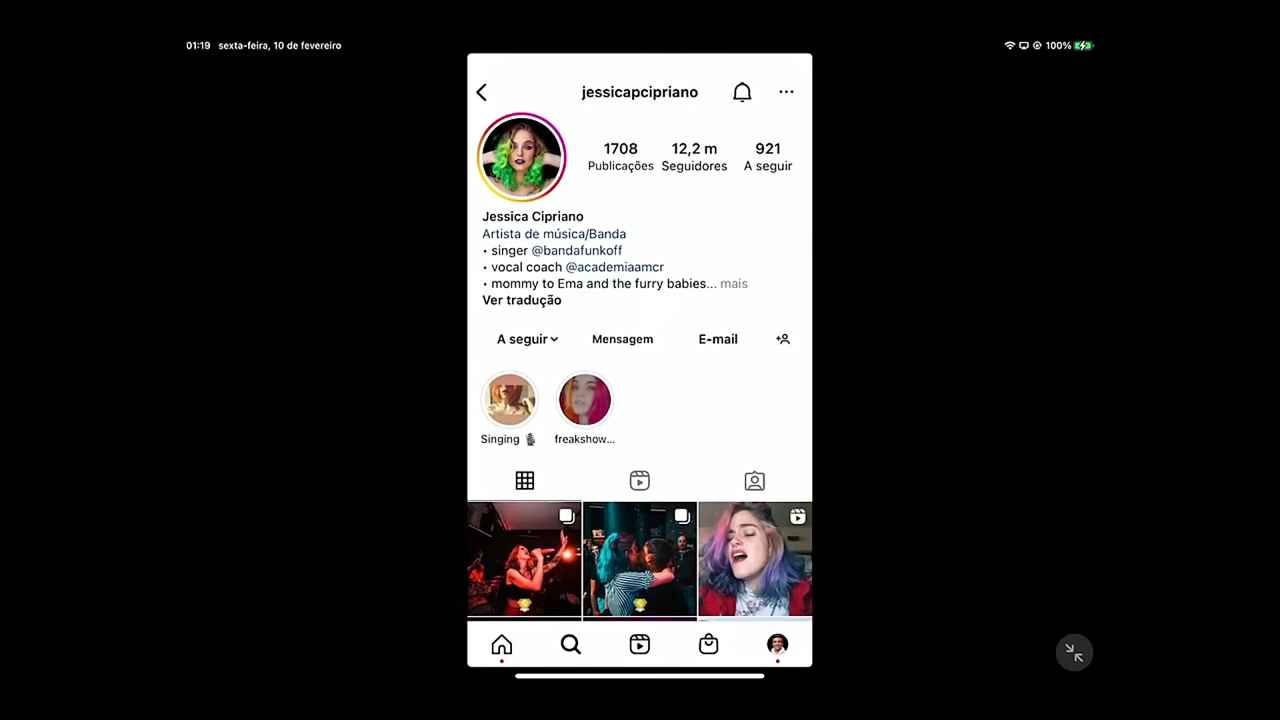 01:19 sexta-feira, 10 de fevereiro
100%
jessicapcipriano
1708 12,2 m 921
Publicações Seguidores A seguir
Jessica Cipriano
Artista de música/Banda
• singer @bandafunkoff
• vocal coach @academiaamcr
• mommy to Ema and the furry babies... mais
Ver tradução
A seguir Mensagem E-mail
Singing 🎙 freakshow...